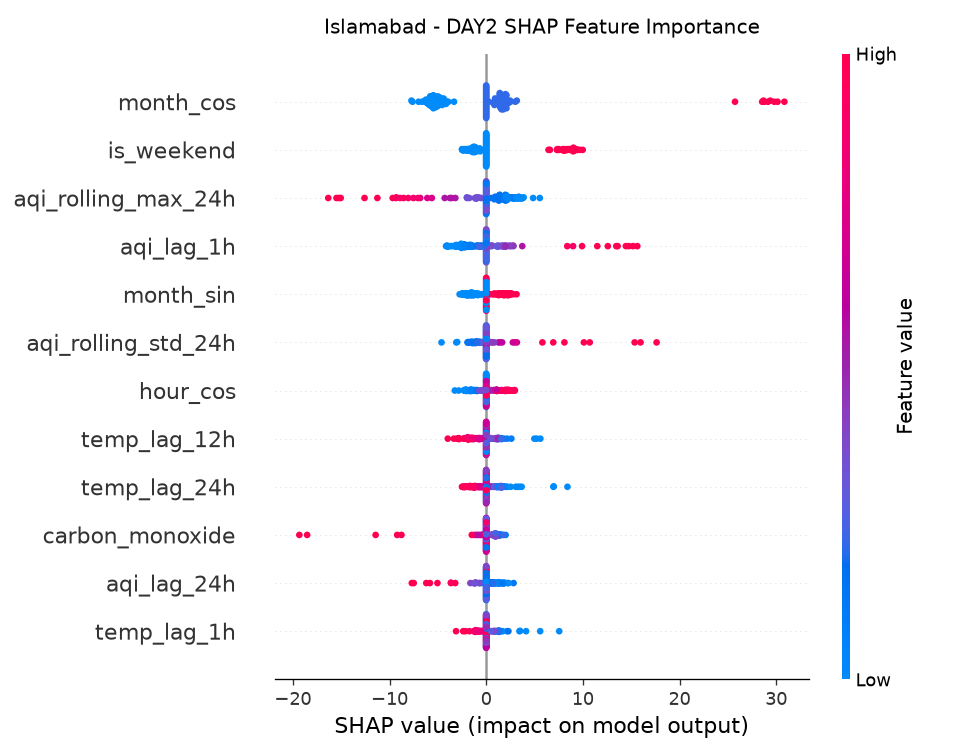 Islamabad - DAY2 SHAP Feature Importance
High
month_cos
is_weekend
aqi_rolling_max_24h
aqi_lag_1h
month_sin
aqi_rolling_std_24h
hour_cos
temp_lag_12h
temp_lag_24h
carbon_monoxide
aqi_lag_24h
temp_lag_1h
Feature value
Low
−20 −10 0 10 20 30
SHAP value (impact on model output)